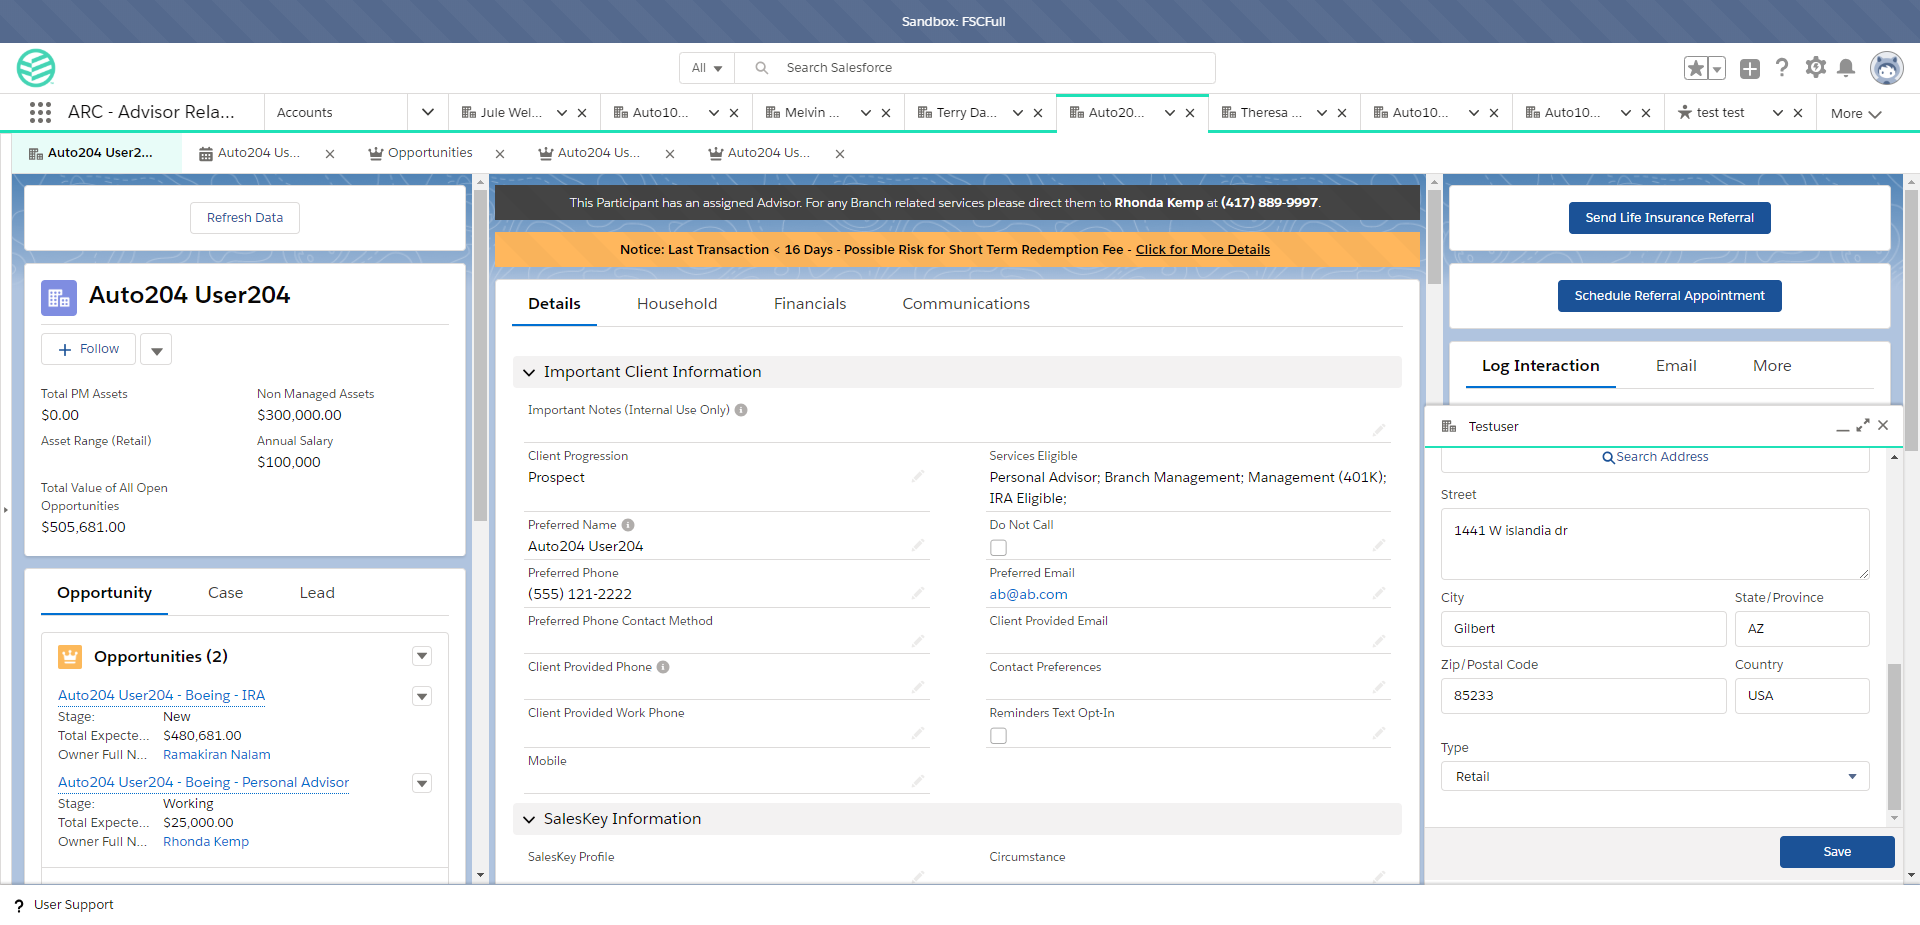 Sandbox: FSCFull
All
Search Salesforce
ARC - Advisor Rela...
Accounts
Jule Wel...
Auto10...
Melvin ...
Terry Da...
Auto20...
Theresa ...
Auto10...
Auto10...
test test
More
Auto204 User2...
Auto204 Us...
Opportunities
Auto204 Us...
Auto204 Us...
Refresh Data
Auto204 User204
Follow
Total PM Assets
$0.00
Non Managed Assets
$300,000.00
Asset Range (Retail)
Annual Salary
$100,000
Total Value of All Open
Opportunities
$505,681.00
Opportunity
Case
Lead
Opportunities (2)
Auto204 User204 - Boeing - IRA
Stage: New
Total Expecte... $480,681.00
Owner Full N... Ramakiran Nalam
Auto204 User204 - Boeing - Personal Advisor
Stage: Working
Total Expecte... $25,000.00
Owner Full N... Rhonda Kemp
This Participant has an assigned Advisor. For any Branch related services please direct them to Rhonda Kemp at (417) 889-9997.
Notice: Last Transaction < 16 Days - Possible Risk for Short Term Redemption Fee - Click for More Details
Details
Household
Financials
Communications
Important Client Information
Important Notes (Internal Use Only)
Client Progression
Prospect
Services Eligible
Personal Advisor; Branch Management; Management (401K);
IRA Eligible;
Preferred Name
Auto204 User204
Do Not Call
Preferred Phone
(555) 121-2222
Preferred Email
ab@ab.com
Preferred Phone Contact Method
Client Provided Email
Client Provided Phone
Contact Preferences
Client Provided Work Phone
Reminders Text Opt-In
Mobile
SalesKey Information
SalesKey Profile
Circumstance
Send Life Insurance Referral
Schedule Referral Appointment
Log Interaction
Email
More
Testuser
Search Address
Street
1441 W islandia dr
City
Gilbert
State/Province
AZ
Zip/Postal Code
85233
Country
USA
Type
Retail
Save
User Support